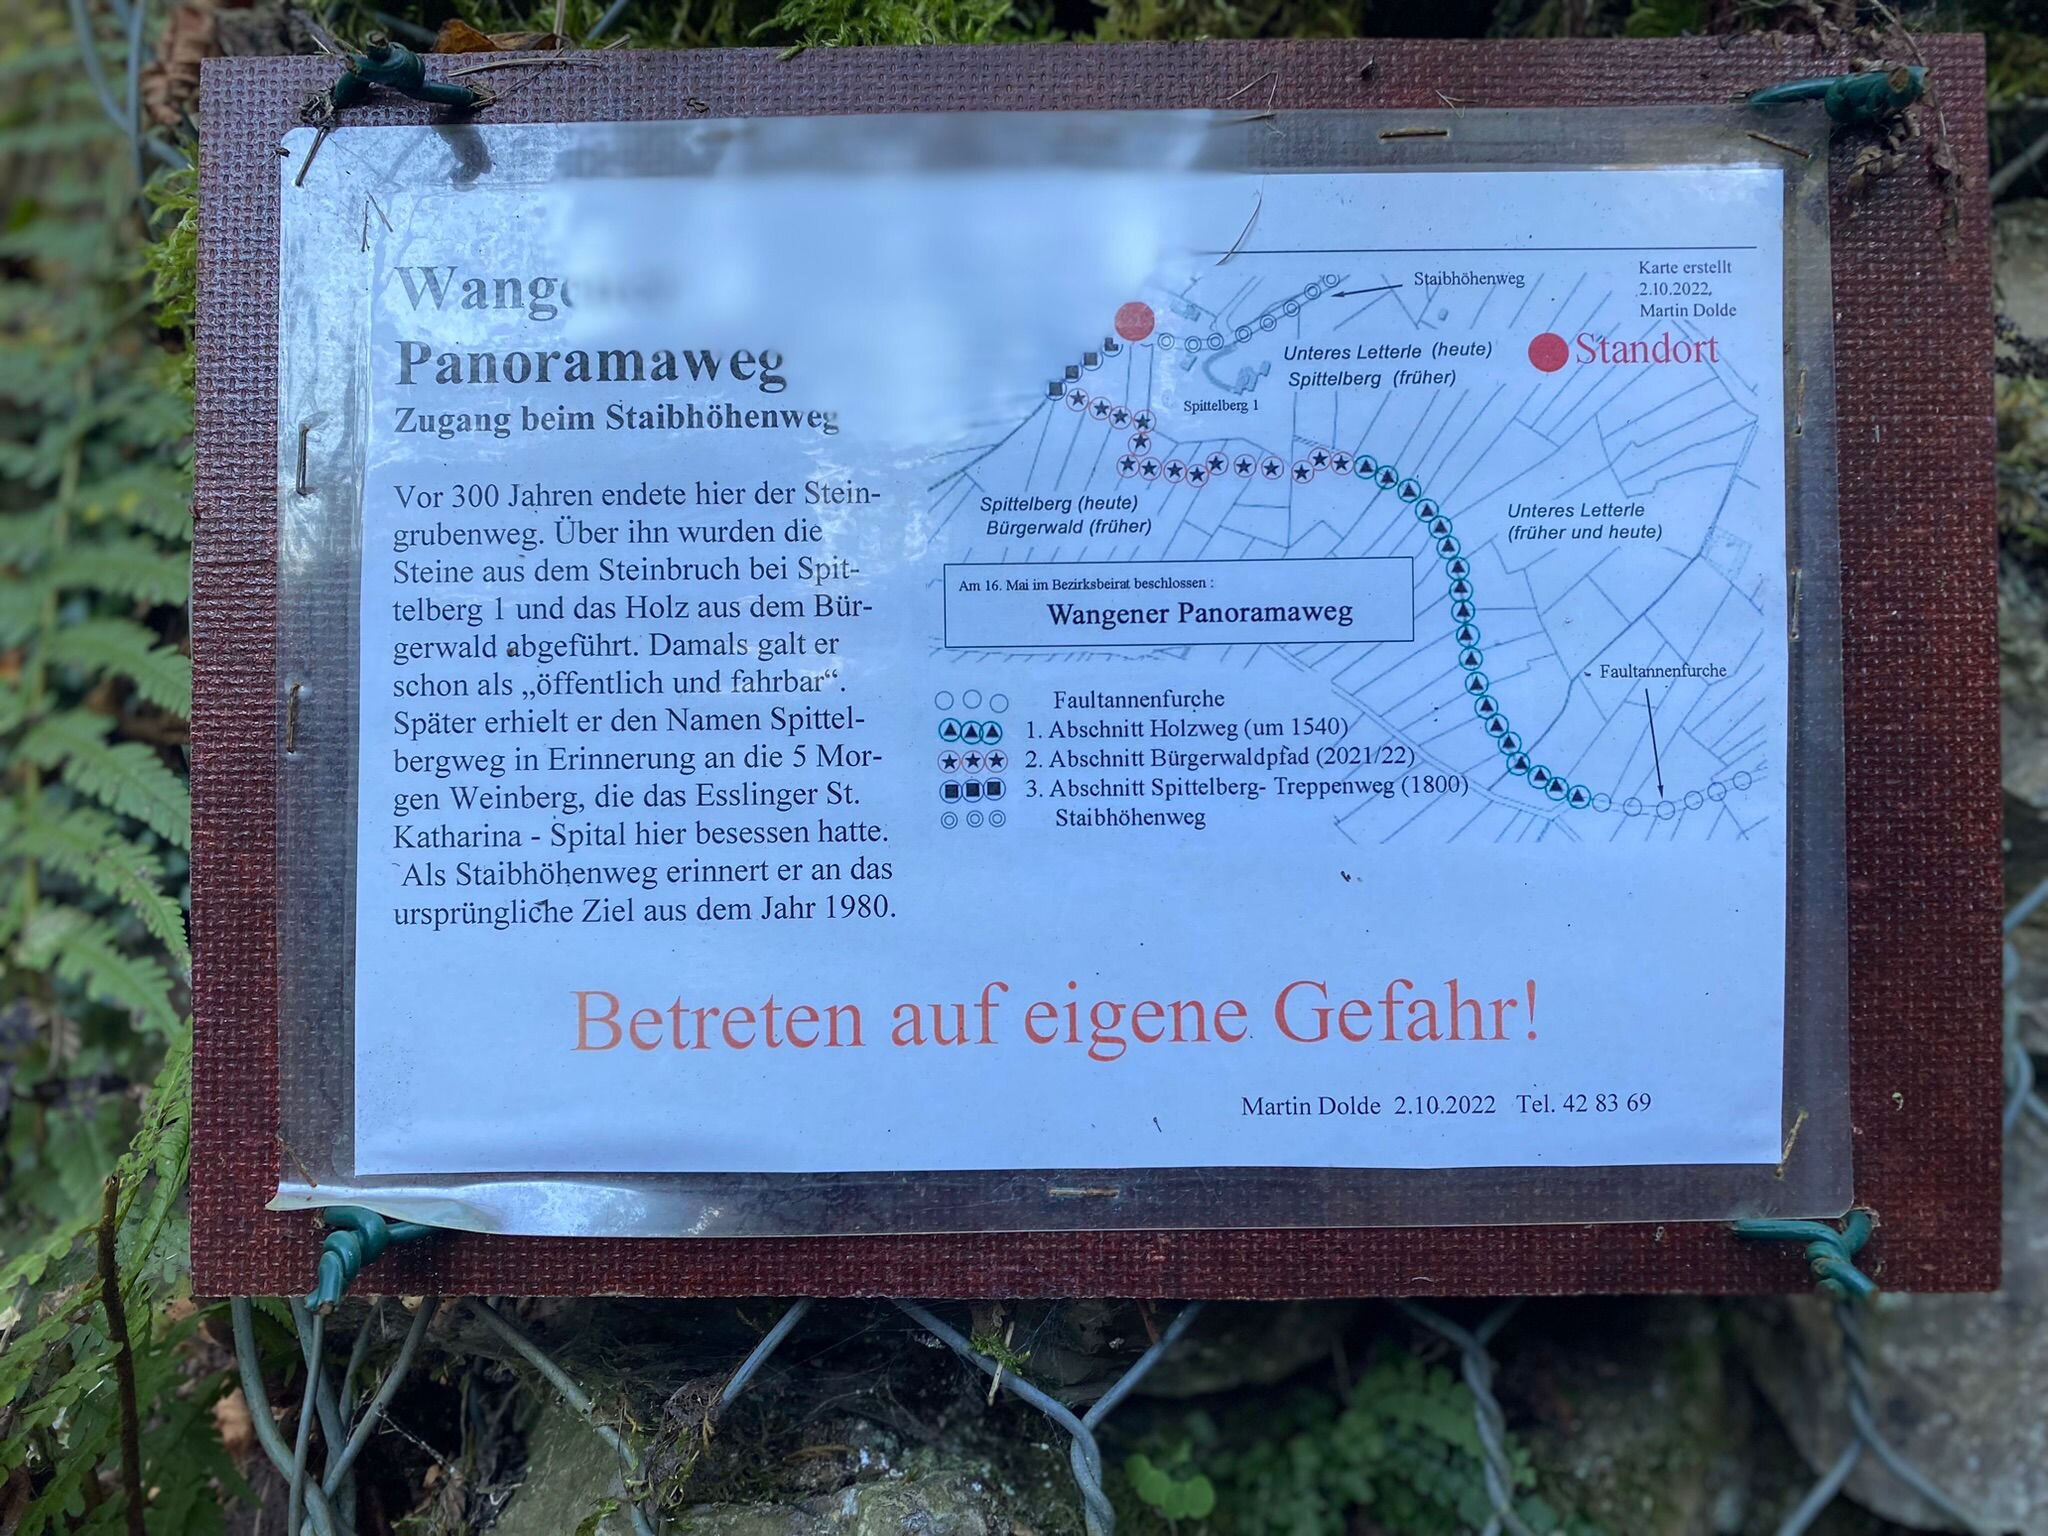 Wangener
Panoramaweg
Zugang beim Staibhöhenweg
Vor 300 Jahren endete hier der Stein-
grubenweg. Über ihn wurden die
Steine aus dem Steinbruch bei Spit-
telberg 1 und das Holz aus dem Bür-
gerwald abgeführt. Damals galt er
schon als „öffentlich und fahrbar“.
Später erhielt er den Namen Spittel-
bergweg in Erinnerung an die 5 Mor-
gen Weinberg, die das Esslinger St.
Katharina - Spital hier besessen hatte.
Als Staibhöhenweg erinnert er an das
ursprüngliche Ziel aus dem Jahr 1980.
Staibhöhenweg
Karte erstellt
2.10.2022,
Martin Dolde
Standort
Unteres Letterle (heute)
Spittelberg (früher)
Spittelberg 1
Spittelberg (heute)
Bürgerwald (früher)
Unteres Letterle
(früher und heute)
Am 16. Mai im Bezirksbeirat beschlossen :
Wangener Panoramaweg
Faultannenfurche
Faultannenfurche
1. Abschnitt Holzweg (um 1540)
2. Abschnitt Bürgerwaldpfad (2021/22)
3. Abschnitt Spittelberg- Treppenweg (1800)
Staibhöhenweg
Betreten auf eigene Gefahr!
Martin Dolde 2.10.2022 Tel. 42 83 69